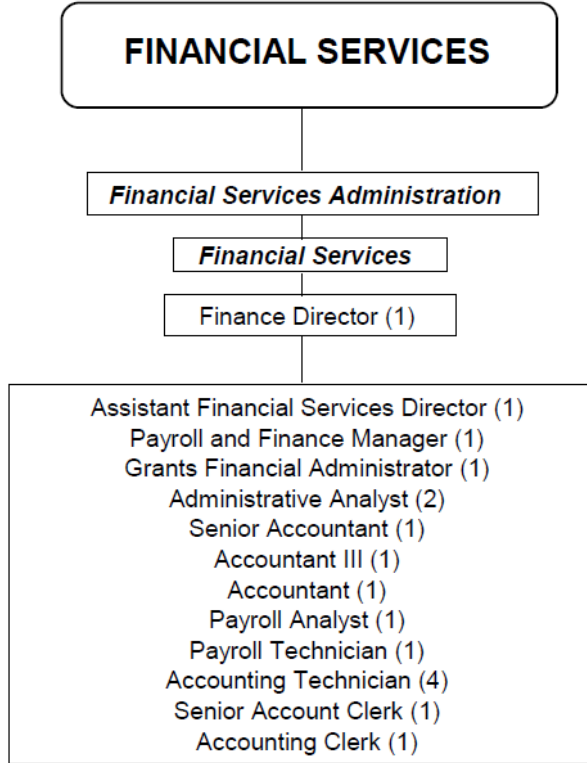 FINANCIAL SERVICES
Financial Services Administration
Financial Services
Finance Director (1)
Assistant Financial Services Director (1)
Payroll and Finance Manager (1)
Grants Financial Administrator (1)
Administrative Analyst (2)
Senior Accountant (1)
Accountant III (1)
Accountant (1)
Payroll Analyst (1)
Payroll Technician (1)
Accounting Technician (4)
Senior Account Clerk (1)
Accounting Clerk (1)